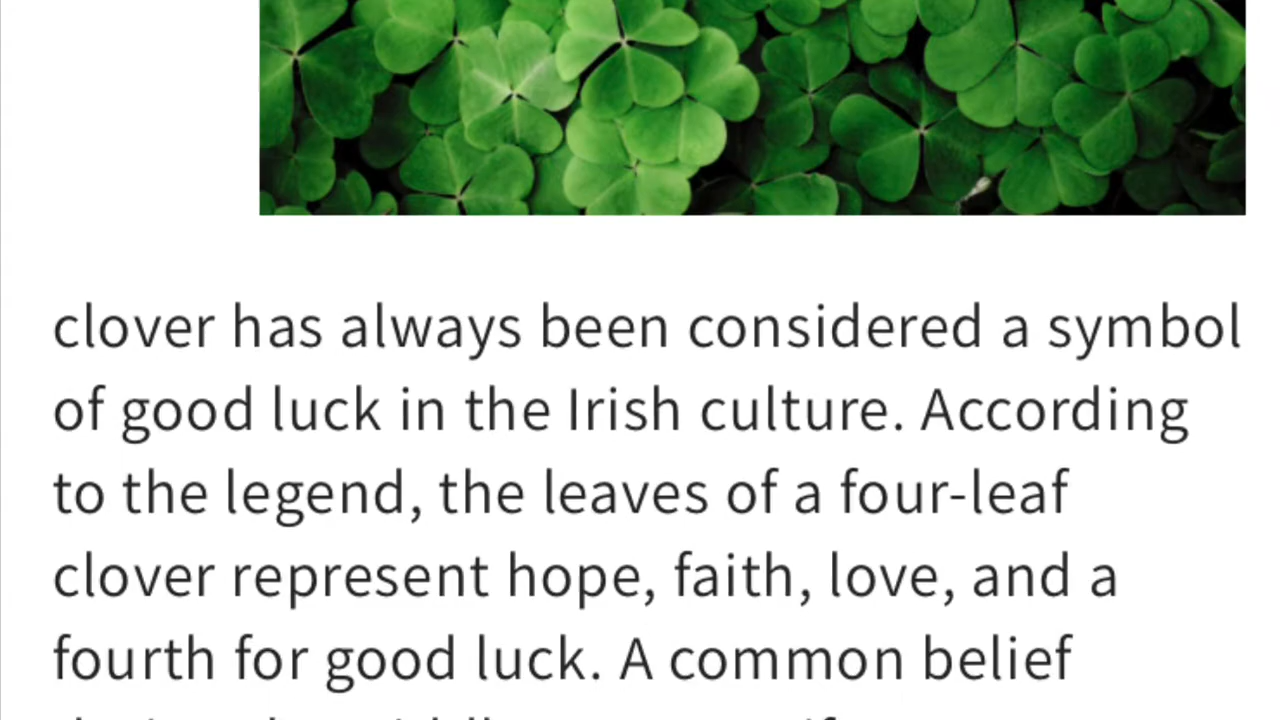 clover has always been considered a symbol
of good luck in the Irish culture. According
to the legend, the leaves of a four-leaf
clover represent hope, faith, love, and a
fourth for good luck. A common belief